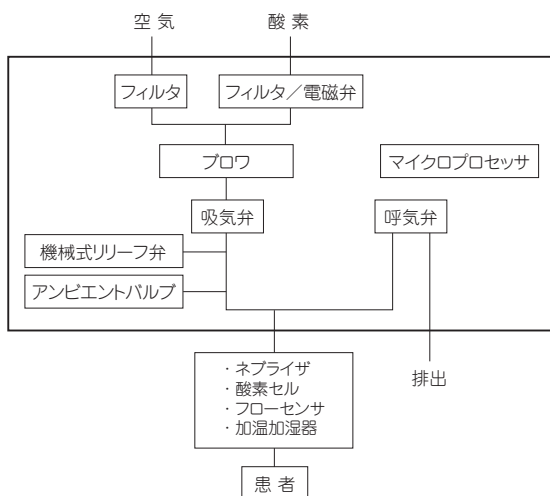 空 気
酸 素
フィルタ
フィルタ／電磁弁
ブロワ
マイクロプロセッサ
吸気弁
呼気弁
機械式リリーフ弁
アンビエントバルブ
・ネブライザ
・酸素セル
・フローセンサ
・加温加湿器
排出
患 者